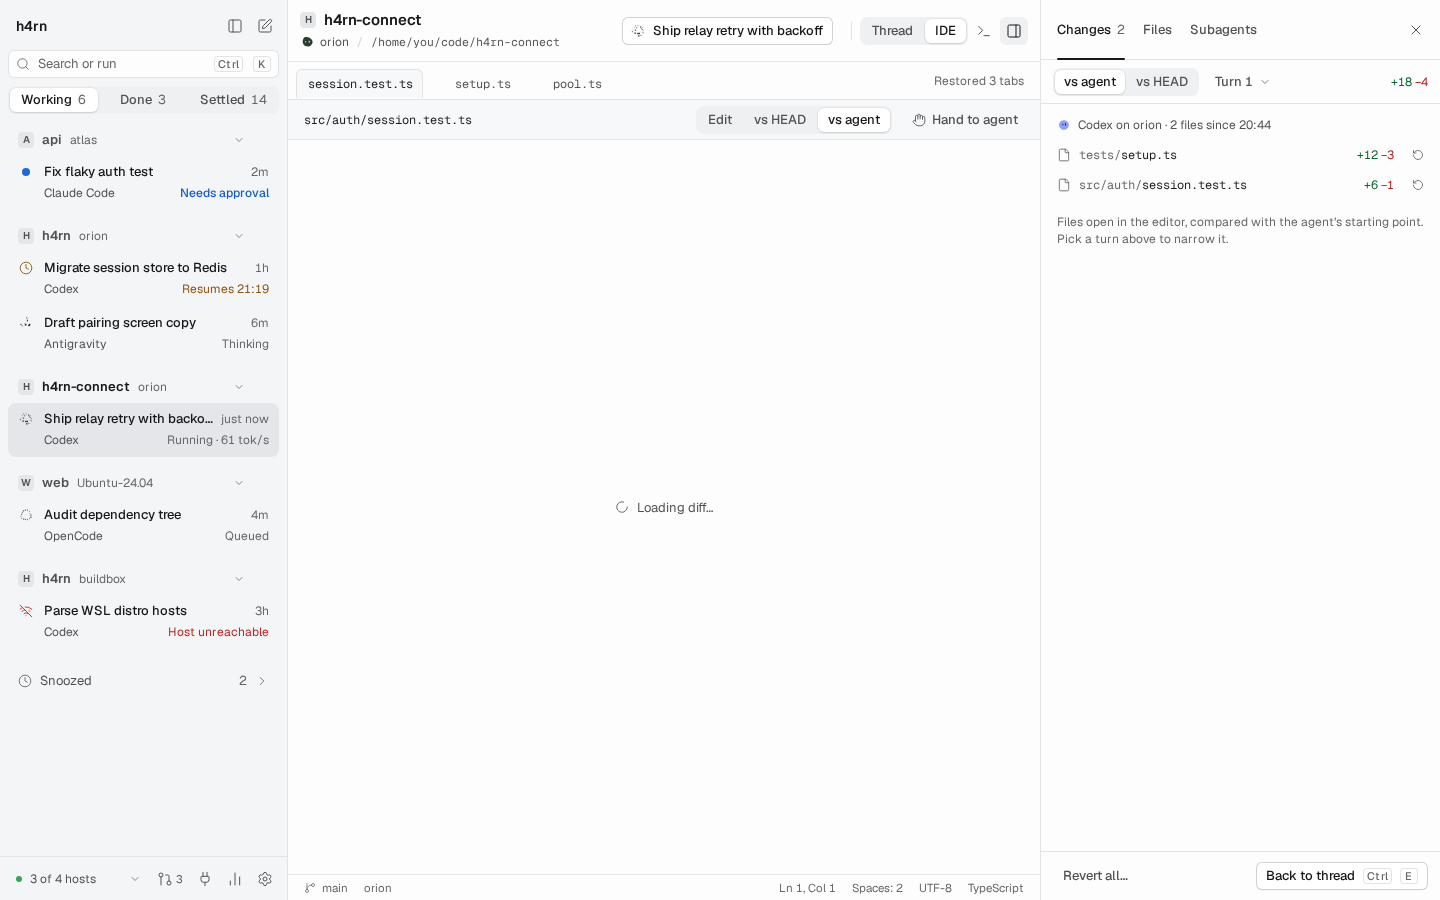 h4rn
Search or run Ctrl K
Working 6 Done 3 Settled 14
A api atlas
Fix flaky auth test 2m
Claude Code Needs approval
H h4rn orion
Migrate session store to Redis 1h
Codex Resumes 21:19
Draft pairing screen copy 6m
Antigravity Thinking
H h4rn-connect orion
Ship relay retry with backo... just now
Codex Running · 61 tok/s
W web Ubuntu-24.04
Audit dependency tree 4m
OpenCode Queued
H h4rn buildbox
Parse WSL distro hosts 3h
Codex Host unreachable
Snoozed 2
3 of 4 hosts 3
H h4rn-connect
orion / /home/you/code/h4rn-connect
Ship relay retry with backoff Thread IDE
session.test.ts setup.ts pool.ts Restored 3 tabs
src/auth/session.test.ts Edit vs HEAD vs agent Hand to agent
Loading diff...
main orion Ln 1, Col 1 Spaces: 2 UTF-8 TypeScript
Changes 2 Files Subagents
vs agent vs HEAD Turn 1 +18 −4
Codex on orion · 2 files since 20:44
tests/setup.ts +12 −3
src/auth/session.test.ts +6 −1
Files open in the editor, compared with the agent's starting point.
Pick a turn above to narrow it.
Revert all... Back to thread Ctrl E